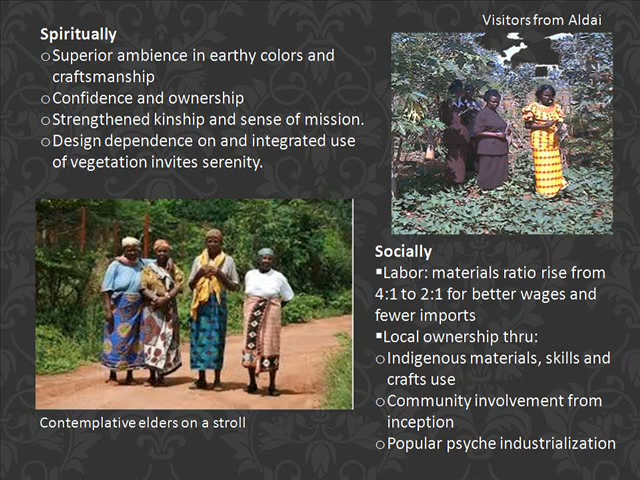 Spiritually
oSuperior ambience in earthy colors and
craftsmanship
oConfidence and ownership
oStrengthened kinship and sense of mission.
oDesign dependence on and integrated use
of vegetation invites serenity.
Visitors from Aldai
Contemplative elders on a stroll
Socially
▪Labor: materials ratio rise from
4:1 to 2:1 for better wages and
fewer imports
▪Local ownership thru:
oIndigenous materials, skills and
crafts use
oCommunity involvement from
inception
oPopular psyche industrialization